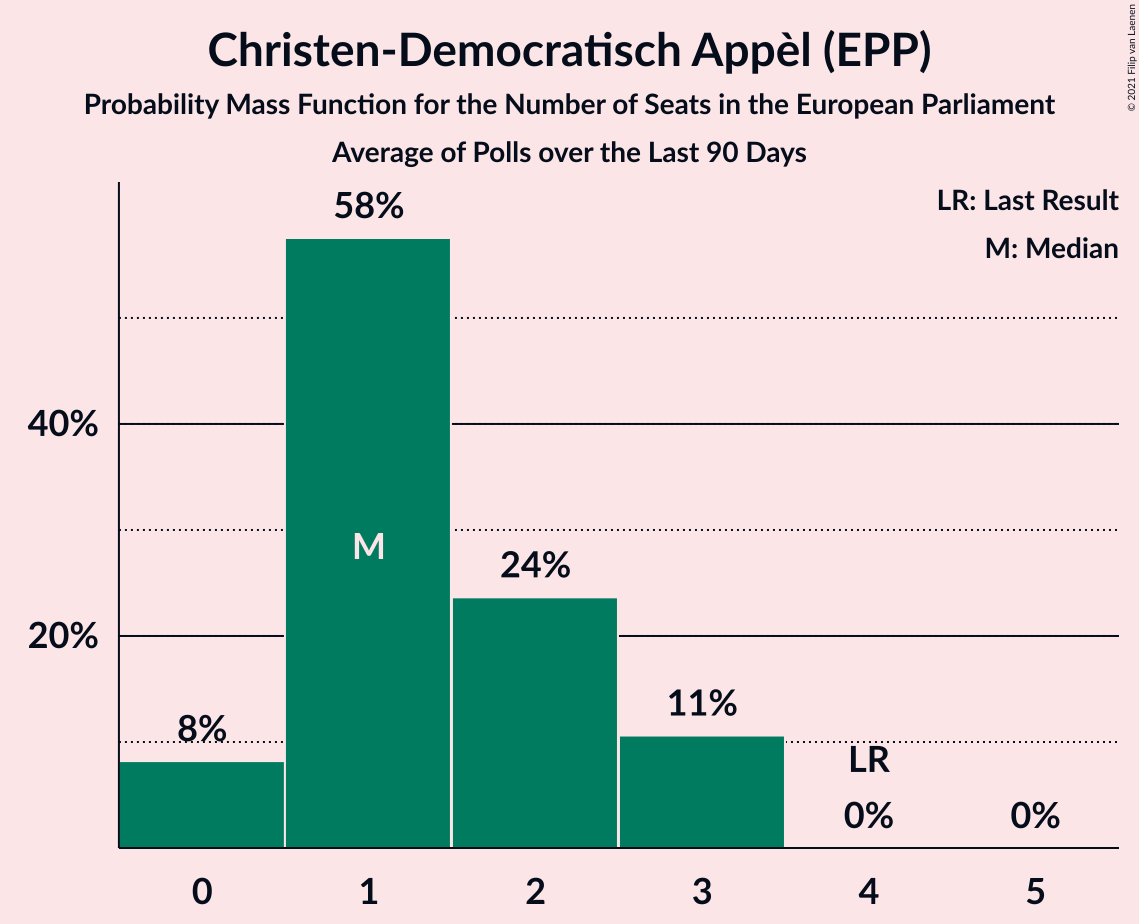 Christen-Democratisch Appèl (EPP)
Probability Mass Function for the Number of Seats in the European Parliament
Average of Polls over the Last 90 Days
© 2021 Filip van Laenen
LR: Last Result
M: Median
58%
40%
M
24%
20%
11%
8%
LR
0%
0%
0 1 2 3 4 5